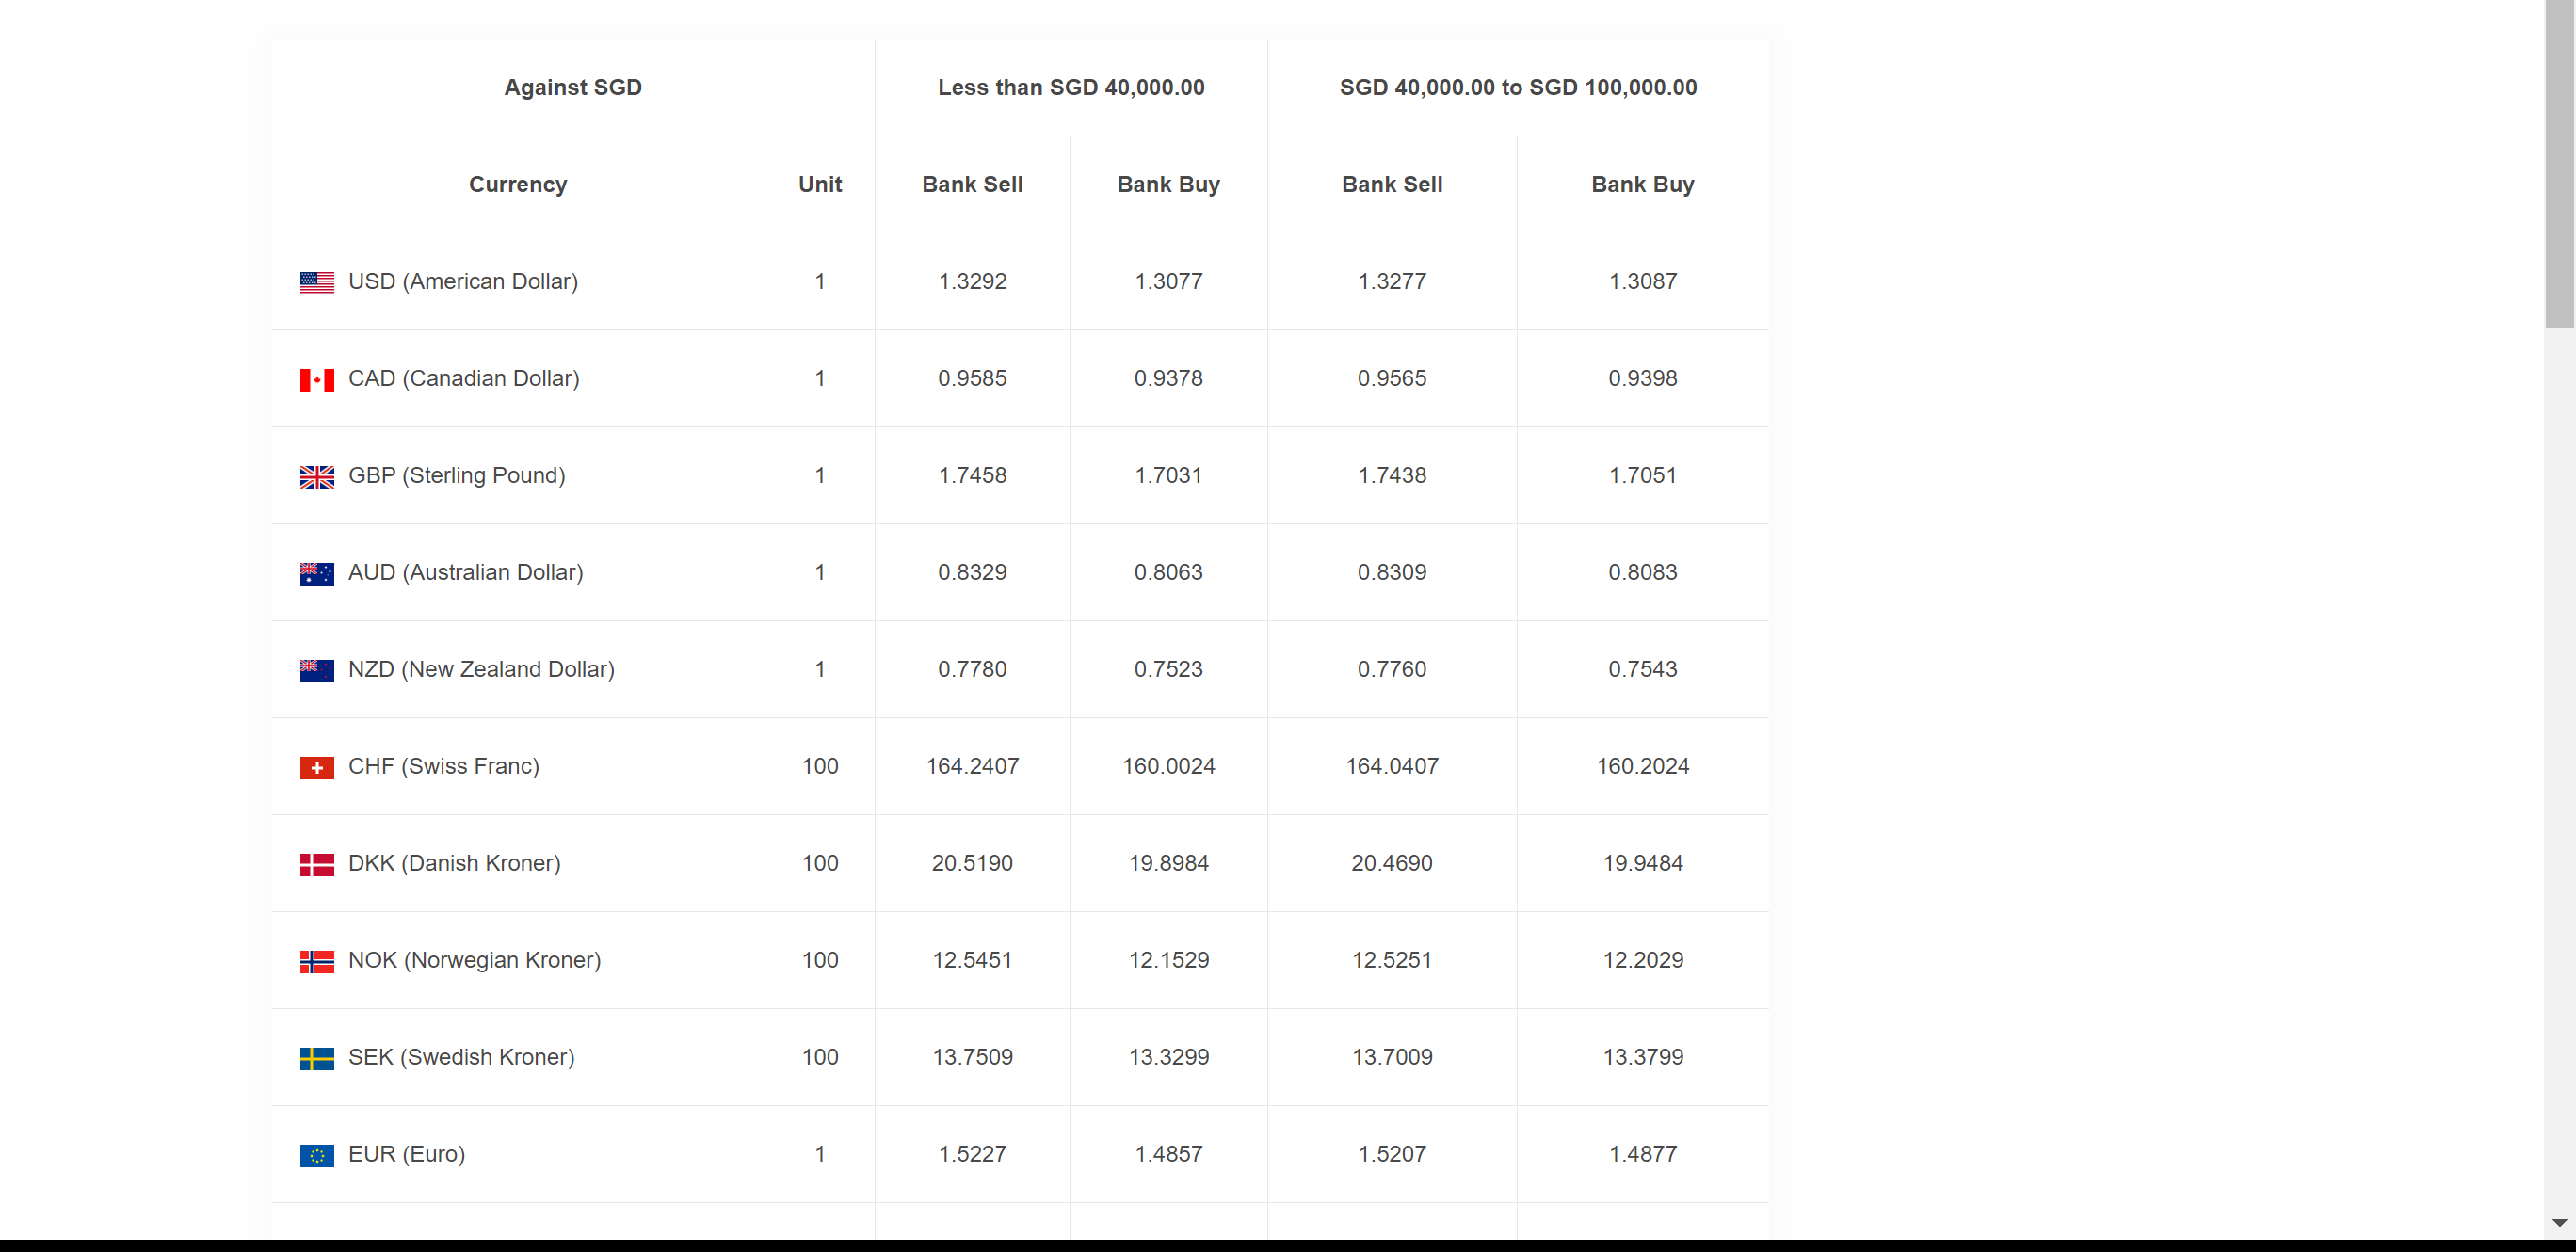 Against SGD Less than SGD 40,000.00 SGD 40,000.00 to SGD 100,000.00
Currency Unit Bank Sell Bank Buy Bank Sell Bank Buy
USD (American Dollar) 1 1.3292 1.3077 1.3277 1.3087
CAD (Canadian Dollar) 1 0.9585 0.9378 0.9565 0.9398
GBP (Sterling Pound) 1 1.7458 1.7031 1.7438 1.7051
AUD (Australian Dollar) 1 0.8329 0.8063 0.8309 0.8083
NZD (New Zealand Dollar) 1 0.7780 0.7523 0.7760 0.7543
CHF (Swiss Franc) 100 164.2407 160.0024 164.0407 160.2024
DKK (Danish Kroner) 100 20.5190 19.8984 20.4690 19.9484
NOK (Norwegian Kroner) 100 12.5451 12.1529 12.5251 12.2029
SEK (Swedish Kroner) 100 13.7509 13.3299 13.7009 13.3799
EUR (Euro) 1 1.5227 1.4857 1.5207 1.4877